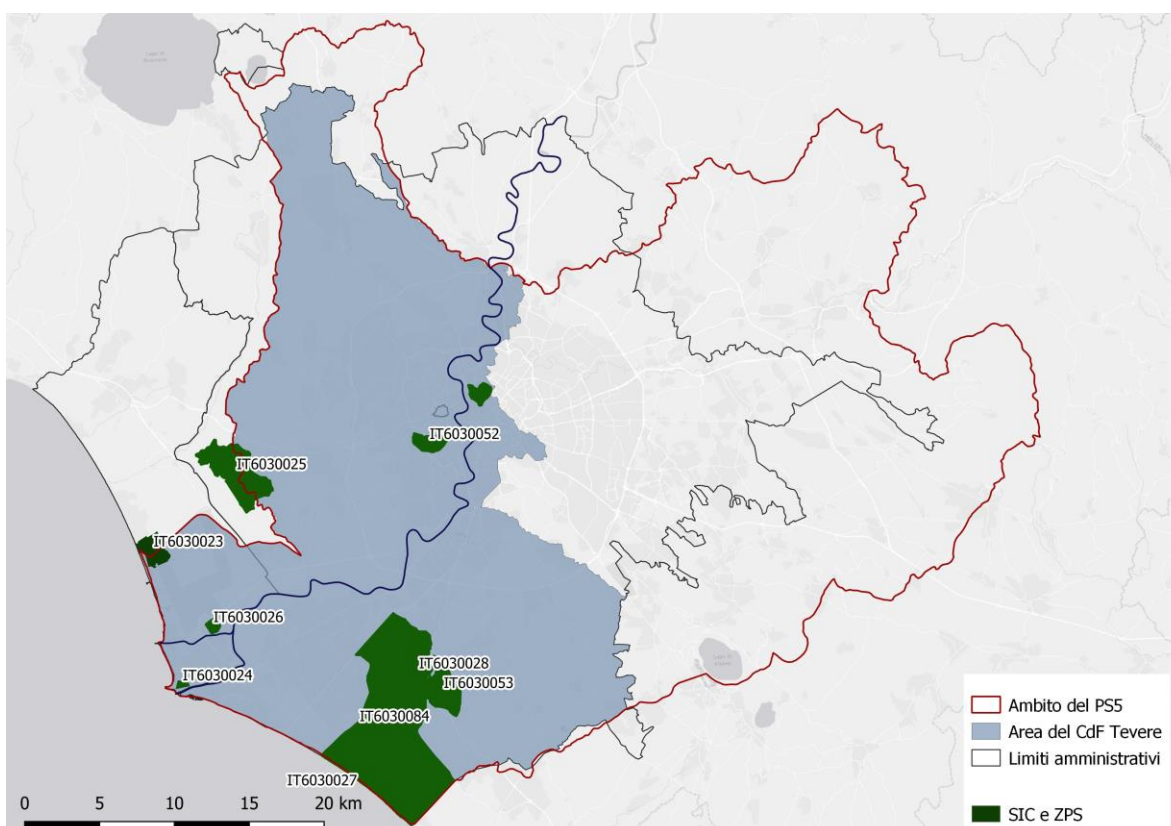 IT6030052
IT6030025
IT6030023
IT6030026
IT6030028
IT6030024
IT6030053
IT6030084
IT6030027
0 5 10 15 20 km
Ambito del PS5
Area del CdF Tevere
Limiti amministrativi
SIC e ZPS